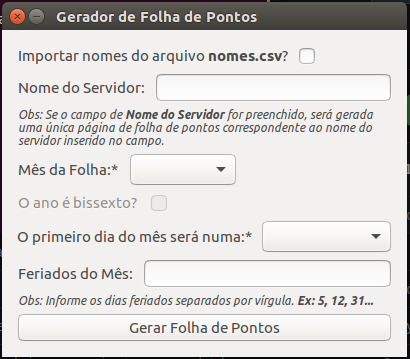 Gerador de Folha de Pontos
Importar nomes do arquivo nomes.csv?
Nome do Servidor:
Obs: Se o campo de Nome do Servidor for preenchido, será gerada
uma única página de folha de pontos correspondente ao nome do
servidor inserido no campo.
Mês da Folha:*
O ano é bissexto?
O primeiro dia do mês será numa:*
Feriados do Mês:
Obs: Informe os dias feriados separados por vírgula. Ex: 5, 12, 31...
Gerar Folha de Pontos